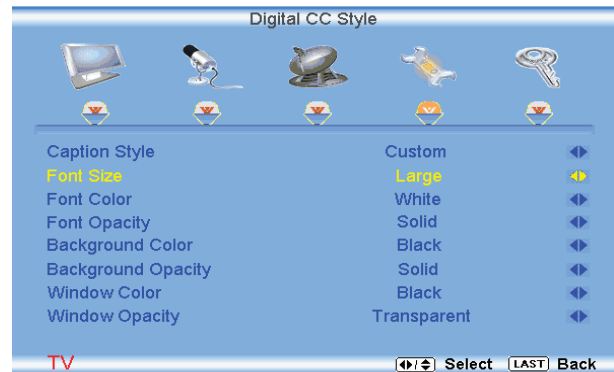 Digital CC Style
Caption Style Custom
Font Size Large
Font Color White
Font Opacity Solid
Background Color Black
Background Opacity Solid
Window Color Black
Window Opacity Transparent
TV Select LAST Back